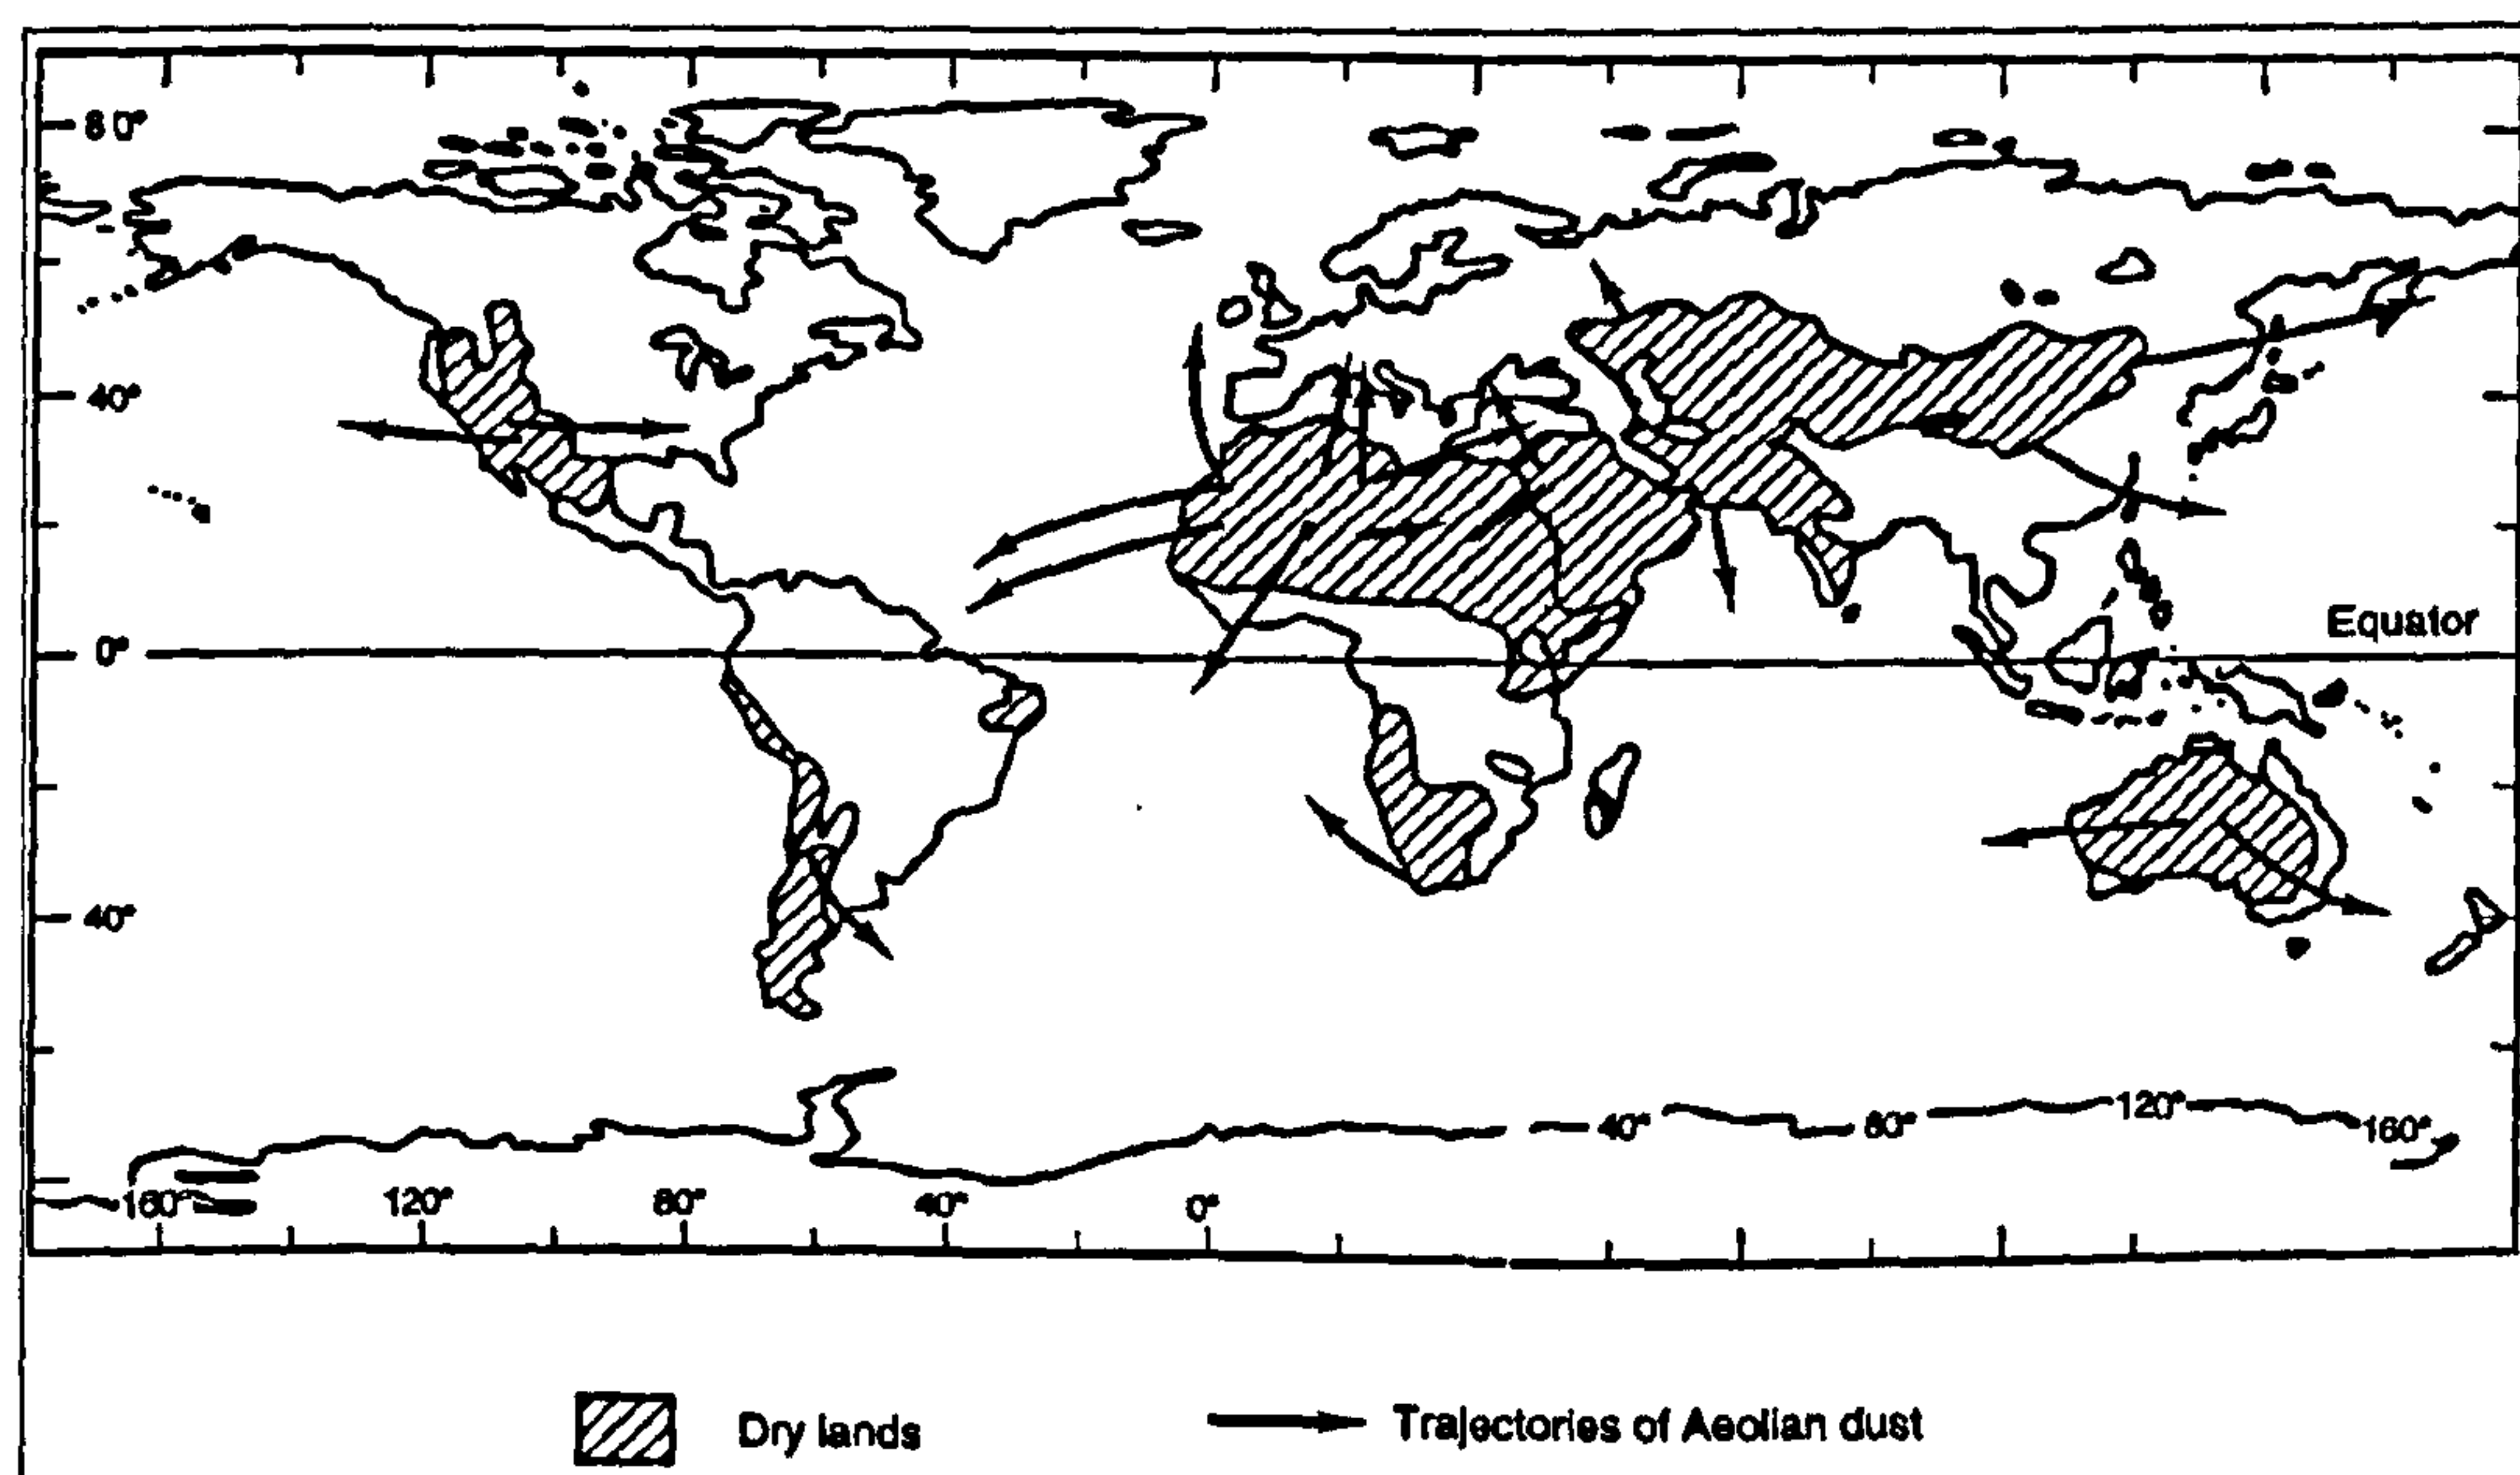 80°
40°
0°
Equator
40°
40° 80° 120° 160°
160° 120° 80° 40° 0°
Dry lands
Trajectories of Aeolian dust